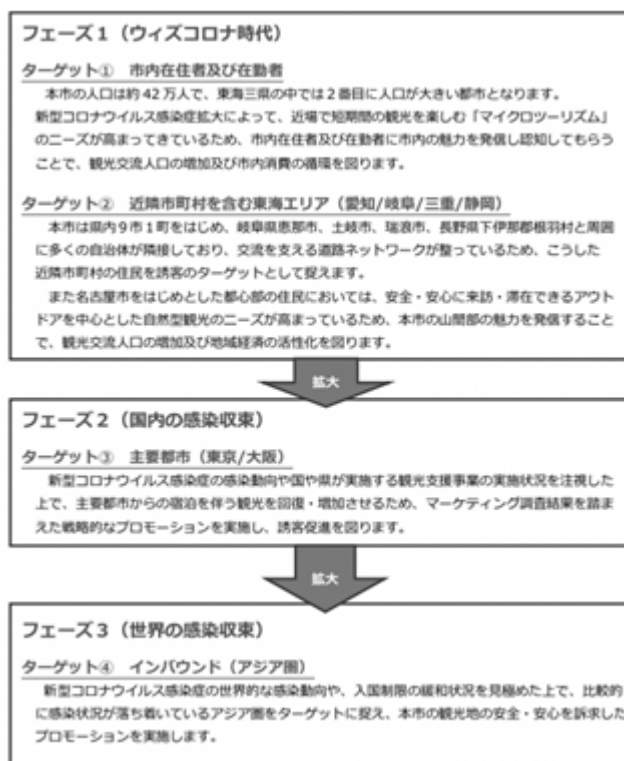 フェーズ1（ウィズコロナ時代）
ターゲット① 市内在住者及び在勤者
本市の人口は約42万人で、東海三県の中では2番目に人口が大きい都市となります。
新型コロナウイルス感染症拡大によって、近場で短期間の観光を楽しむ「マイクロツーリズム」
のニーズが高まってきているため、市内在住者及び在勤者に市内の魅力を発信し認知してもらう
ことで、観光交流人口の増加及び市内消費の循環を図ります。
ターゲット② 近隣市町村を含む東海エリア（愛知/岐阜/三重/静岡）
本市は県内9市1町をはじめ、岐阜県恵那市、土岐市、瑞浪市、長野県下伊那郡根羽村と周囲
に多くの自治体が隣接しており、交流を支える道路ネットワークが整っているため、こうした
近隣市町村の住民を誘客のターゲットとして捉えます。
また名古屋市をはじめとした都心部の住民においては、安全・安心に来訪・滞在できるアウト
ドアを中心とした自然型観光のニーズが高まっているため、本市の山間部の魅力を発信すること
で、観光交流人口の増加及び地域経済の活性化を図ります。
拡大
フェーズ2（国内の感染収束）
ターゲット③ 主要都市（東京/大阪）
新型コロナウイルス感染症の感染動向や国や県が実施する観光支援事業の実施状況を注視した
上で、主要都市からの宿泊を伴う観光を回復・増加させるため、マーケティング調査結果を踏ま
えた戦略的なプロモーションを実施し、誘客促進を図ります。
拡大
フェーズ3（世界の感染収束）
ターゲット④ インバウンド（アジア圏）
新型コロナウイルス感染症の世界的な感染動向や、入国制限の緩和状況を見極めた上で、比較的
に感染状況が落ち着いているアジア圏をターゲットに捉え、本市の観光地の安全・安心を訴求した
プロモーションを実施します。